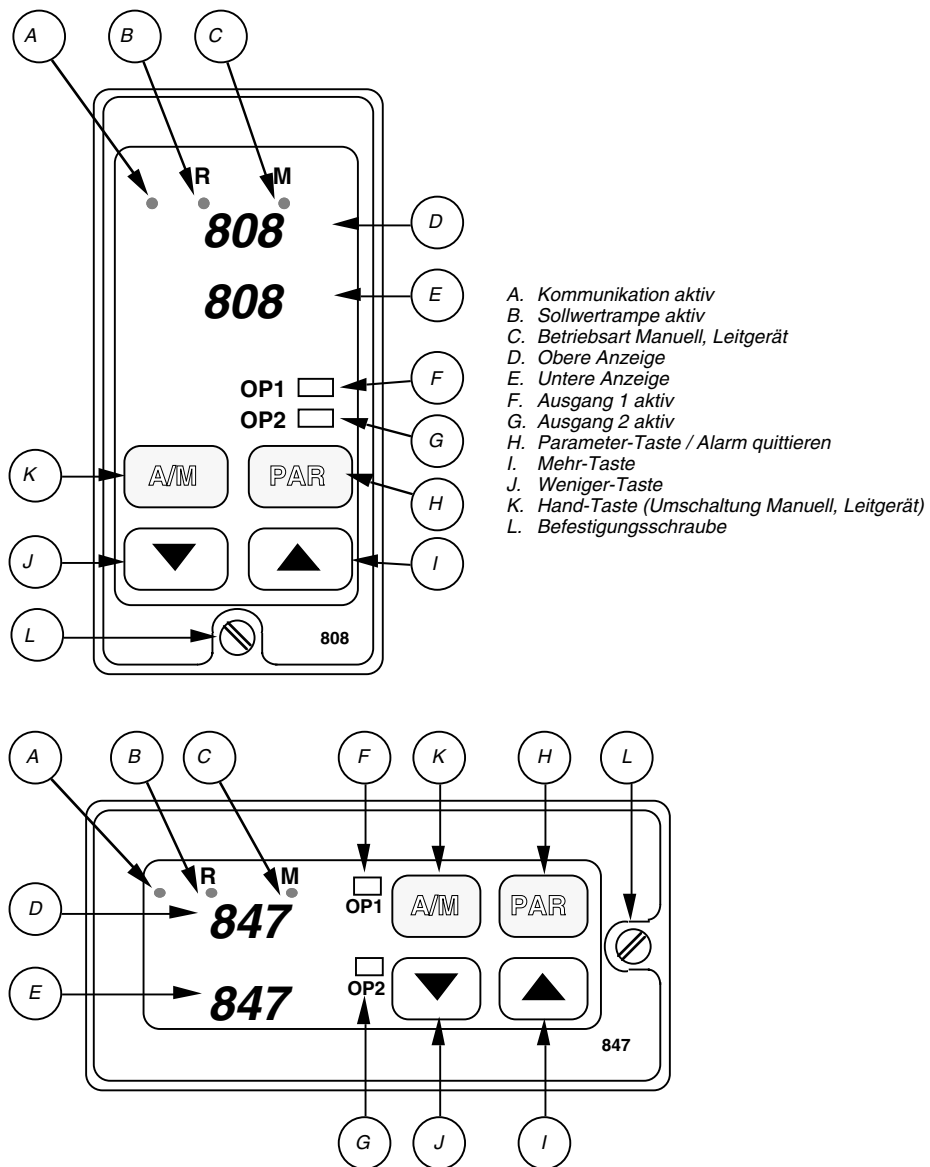 A B C
R M
808
D
808
E
OP1
F
OP2
G
K A/M PAR
H
J I
L
808
A. Kommunikation aktiv
B. Sollwertrampe aktiv
C. Betriebsart Manuell, Leitgerät
D. Obere Anzeige
E. Untere Anzeige
F. Ausgang 1 aktiv
G. Ausgang 2 aktiv
H. Parameter-Taste / Alarm quittieren
I. Mehr-Taste
J. Weniger-Taste
K. Hand-Taste (Umschaltung Manuell, Leitgerät)
L. Befestigungsschraube
A B C F K H L
R M
D 847 OP1 A/M PAR
E 847 OP2
847
G J I